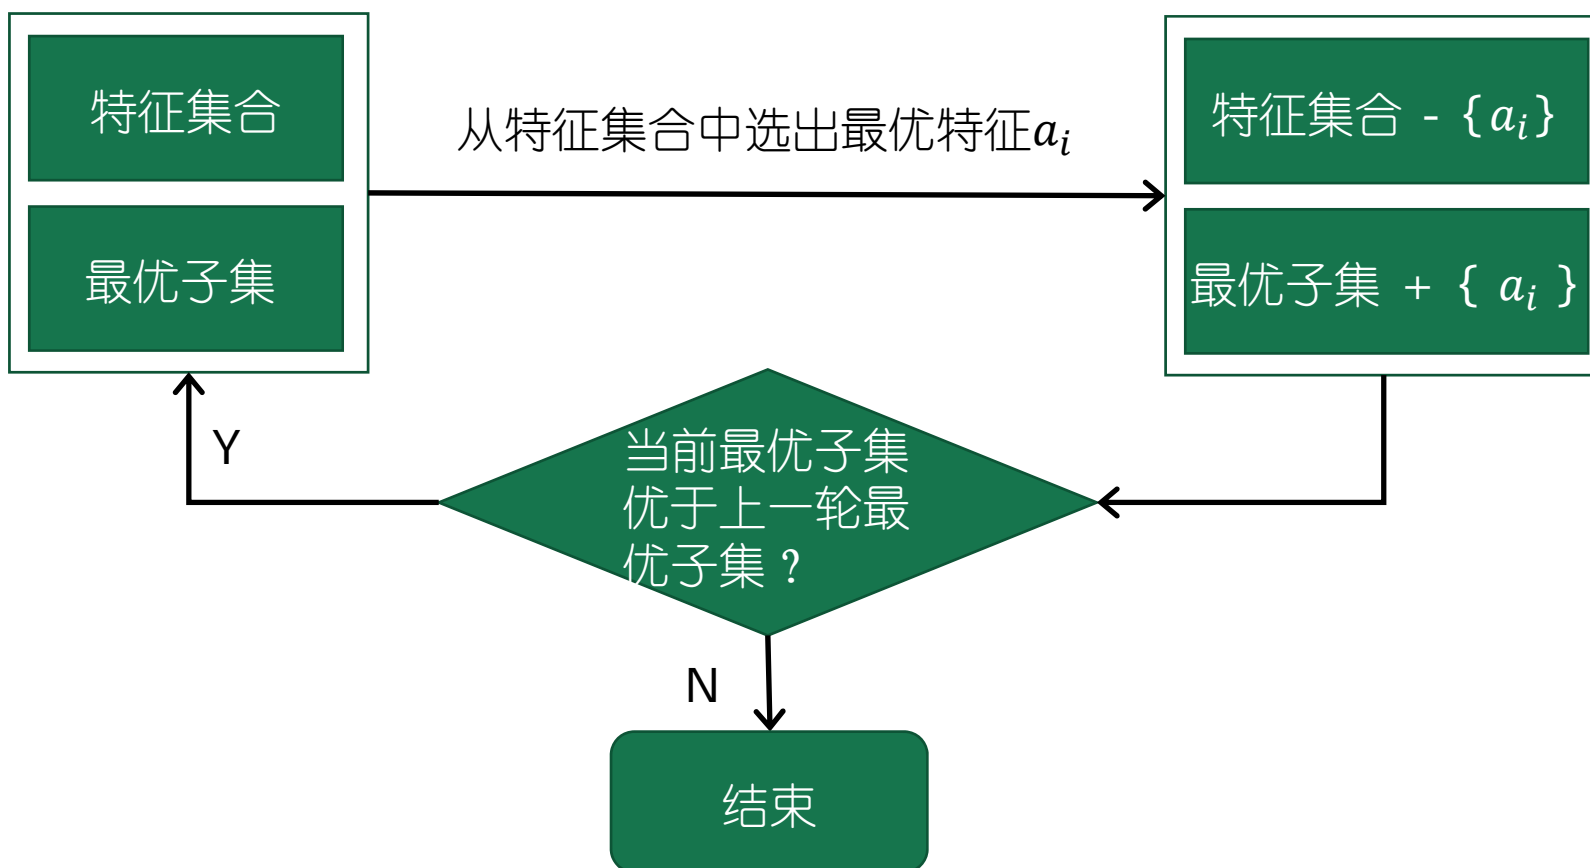 特征集合
最优子集
从特征集合中选出最优特征aᵢ
特征集合 - {aᵢ}
最优子集 + { aᵢ }
Y
当前最优子集
优于上一轮最
优子集?
N
结束